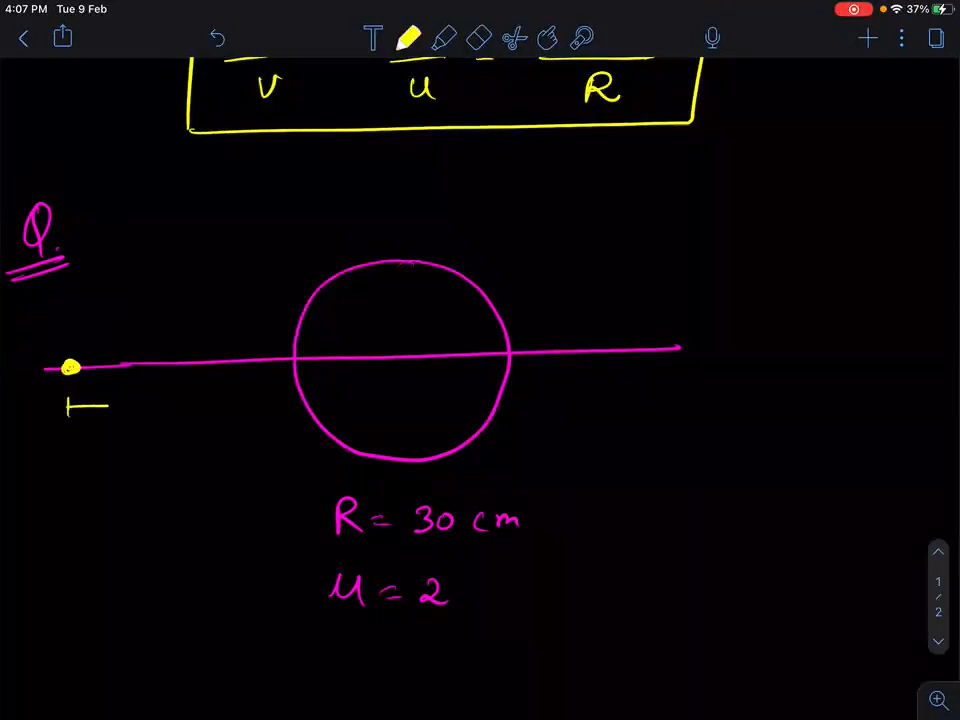 4:07 PM Tue 9 Feb
37%
T
v u = R
Q.
R = 30 cm
μ = 2
1
/
2